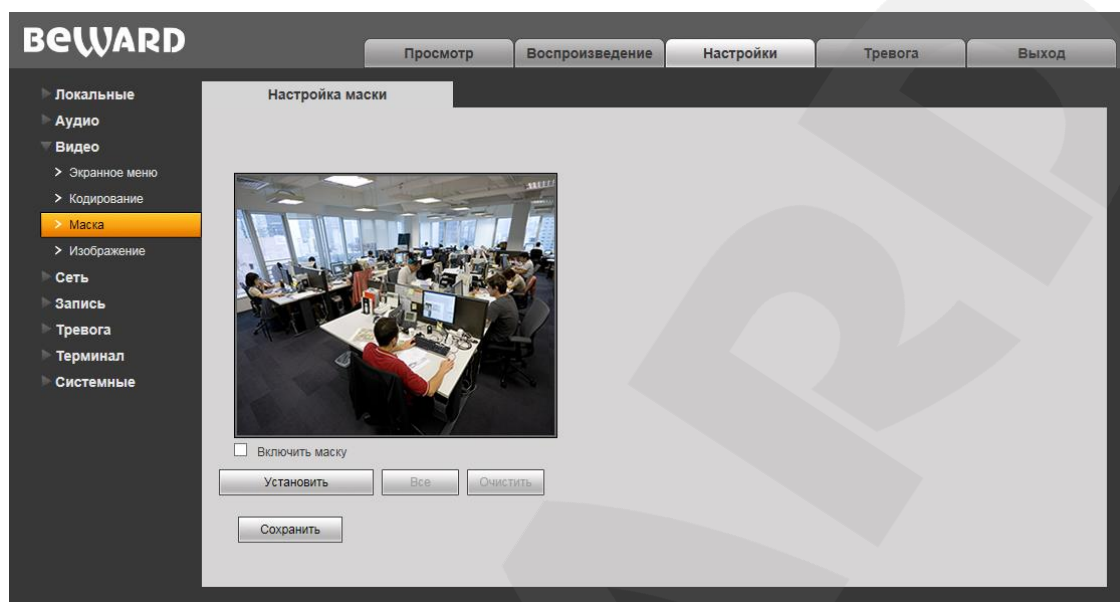 BEWARD
Просмотр
Воспроизведение
Настройки
Тревога
Выход
Локальные
Аудио
Видео
Экранное меню
Кодирование
Маска
Изображение
Сеть
Запись
Тревога
Терминал
Системные
Настройка маски
Включить маску
Установить
Все
Очистить
Сохранить